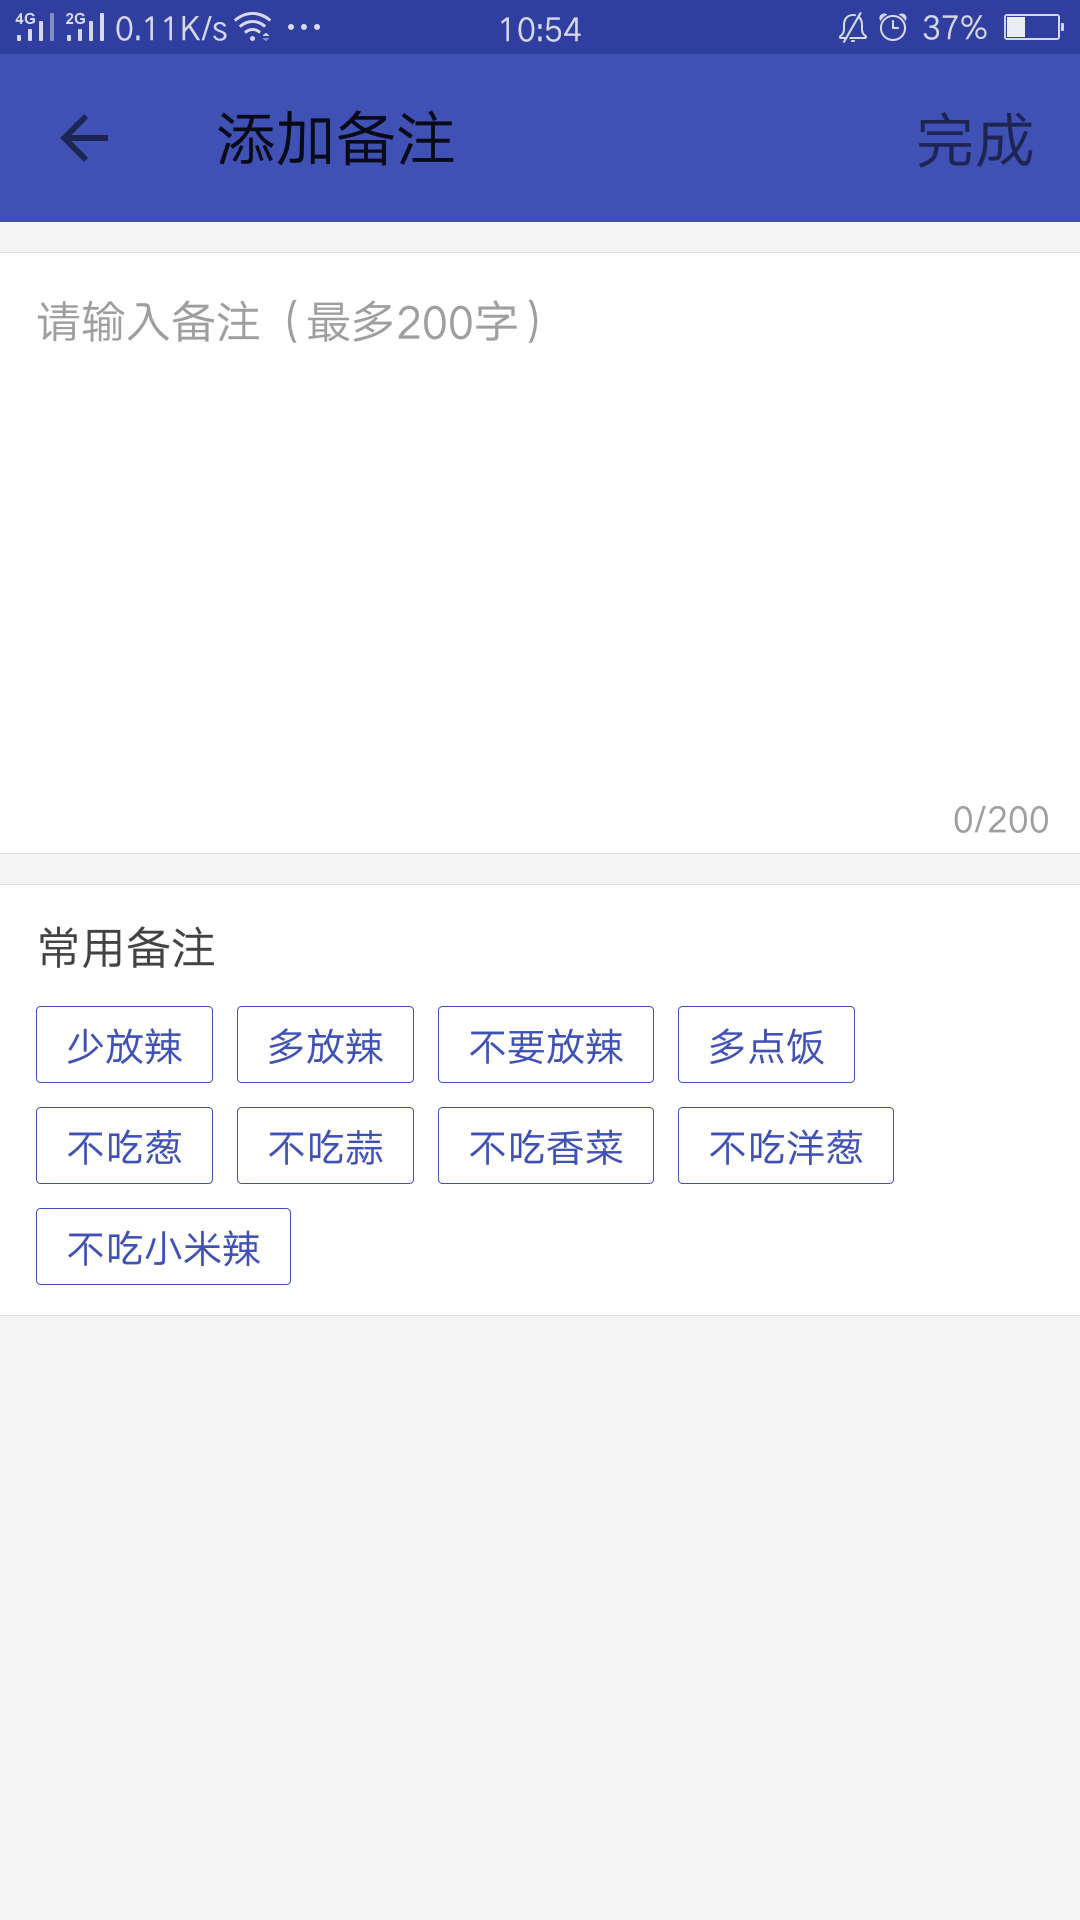 4G 2G 0.11K/s ... 10:54 37%
添加备注 完成
请输入备注（最多200字）
0/200
常用备注
少放辣 多放辣 不要放辣 多点饭
不吃葱 不吃蒜 不吃香菜 不吃洋葱
不吃小米辣